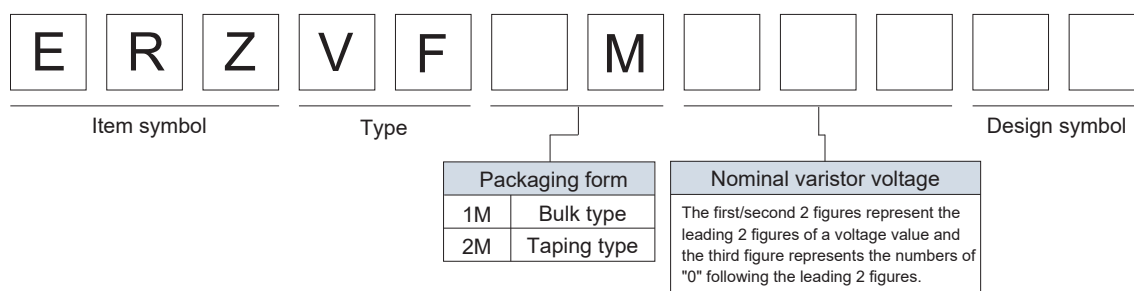 E R Z V F M
Item symbol
Type
Design symbol
Packaging form
1M Bulk type
2M Taping type
Nominal varistor voltage
The first/second 2 figures represent the
leading 2 figures of a voltage value and
the third figure represents the numbers of
"0" following the leading 2 figures.